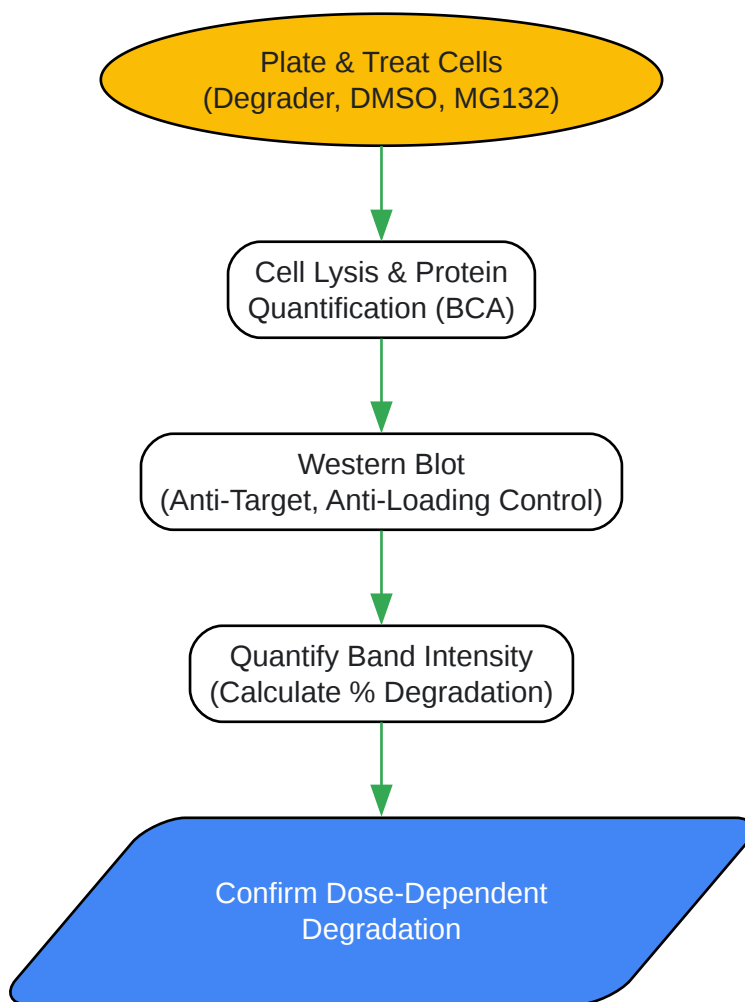 Plate & Treat Cells
(Degrader, DMSO, MG132)
Cell Lysis & Protein
Quantification (BCA)
Western Blot
(Anti-Target, Anti-Loading Control)
Quantify Band Intensity
(Calculate % Degradation)
Confirm Dose-Dependent
Degradation